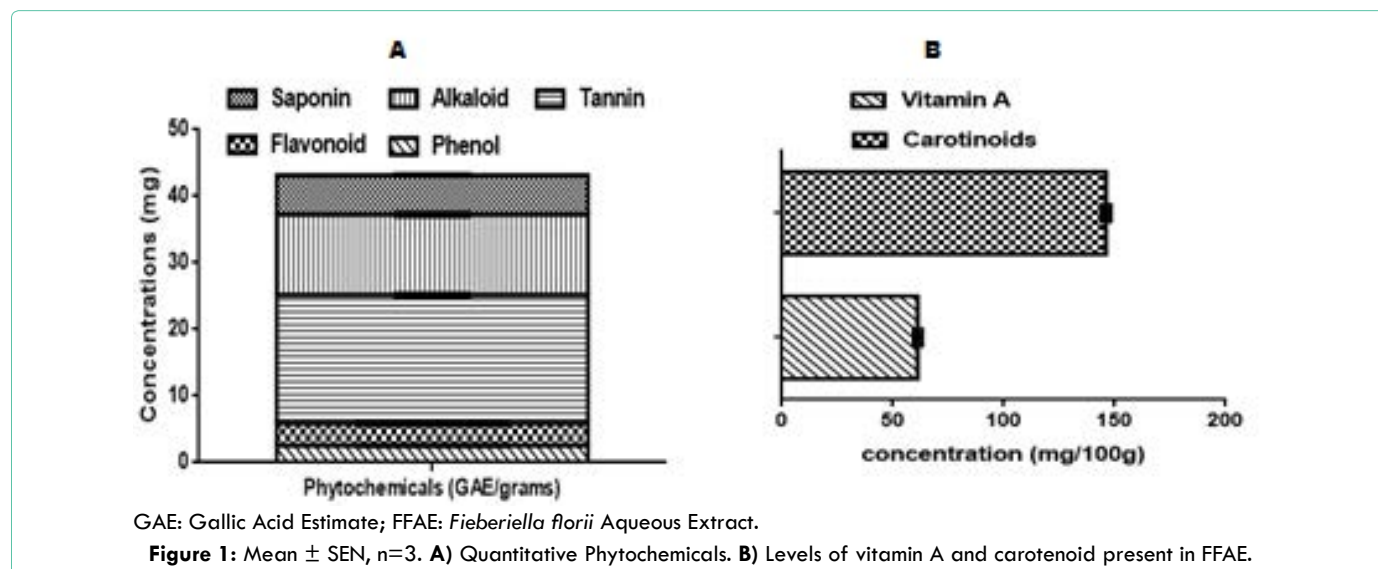 A
Saponin Alkaloid Tannin
Flavonoid Phenol
50
40
30
20
10
0
Concentrations (mg)
Phytochemicals (GAE/grams)
B
Vitamin A
Carotinoids
0 50 100 150 200
concentration (mg/100g)
GAE: Gallic Acid Estimate; FFAE: Fieberiella florii Aqueous Extract.
Figure 1: Mean ± SEN, n=3. A) Quantitative Phytochemicals. B) Levels of vitamin A and carotenoid present in FFAE.